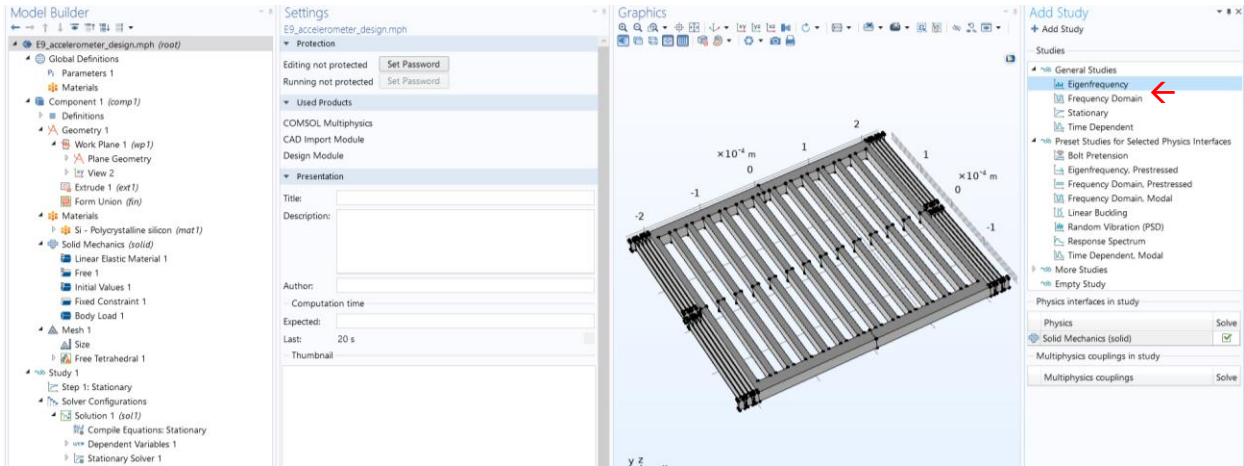 Model Builder
E9_accelerometer_design.mph (root)
Global Definitions
Pi Parameters 1
Materials
Component 1 (comp1)
Definitions
Geometry 1
Work Plane 1 (wp1)
Plane Geometry
View 2
Extrude 1 (ext1)
Form Union (fin)
Materials
Si - Polycrystalline silicon (mat1)
Solid Mechanics (solid)
Linear Elastic Material 1
Free 1
Initial Values 1
Fixed Constraint 1
Body Load 1
Mesh 1
Size
Free Tetrahedral 1
Study 1
Step 1: Stationary
Solver Configurations
Solution 1 (sol1)
Compile Equations: Stationary
Dependent Variables 1
Stationary Solver 1
Settings
E9_accelerometer_design.mph
Protection
Editing not protected Set Password
Running not protected Set Password
Used Products
COMSOL Multiphysics
CAD Import Module
Design Module
Presentation
Title:
Description:
Author:
Computation time
Expected:
Last: 20 s
Thumbnail
Graphics
2
×10⁻⁴ m
1
0
-1
-2
1
×10⁻⁴ m
0
-1
y z
Add Study
+ Add Study
Studies
General Studies
Eigenfrequency
Frequency Domain
Stationary
Time Dependent
Preset Studies for Selected Physics Interfaces
Bolt Pretension
Eigenfrequency, Prestressed
Frequency Domain, Prestressed
Frequency Domain, Modal
Linear Buckling
Random Vibration (PSD)
Response Spectrum
Time Dependent, Modal
More Studies
Empty Study
Physics interfaces in study
Physics Solve
Solid Mechanics (solid)
Multiphysics couplings in study
Multiphysics couplings Solve